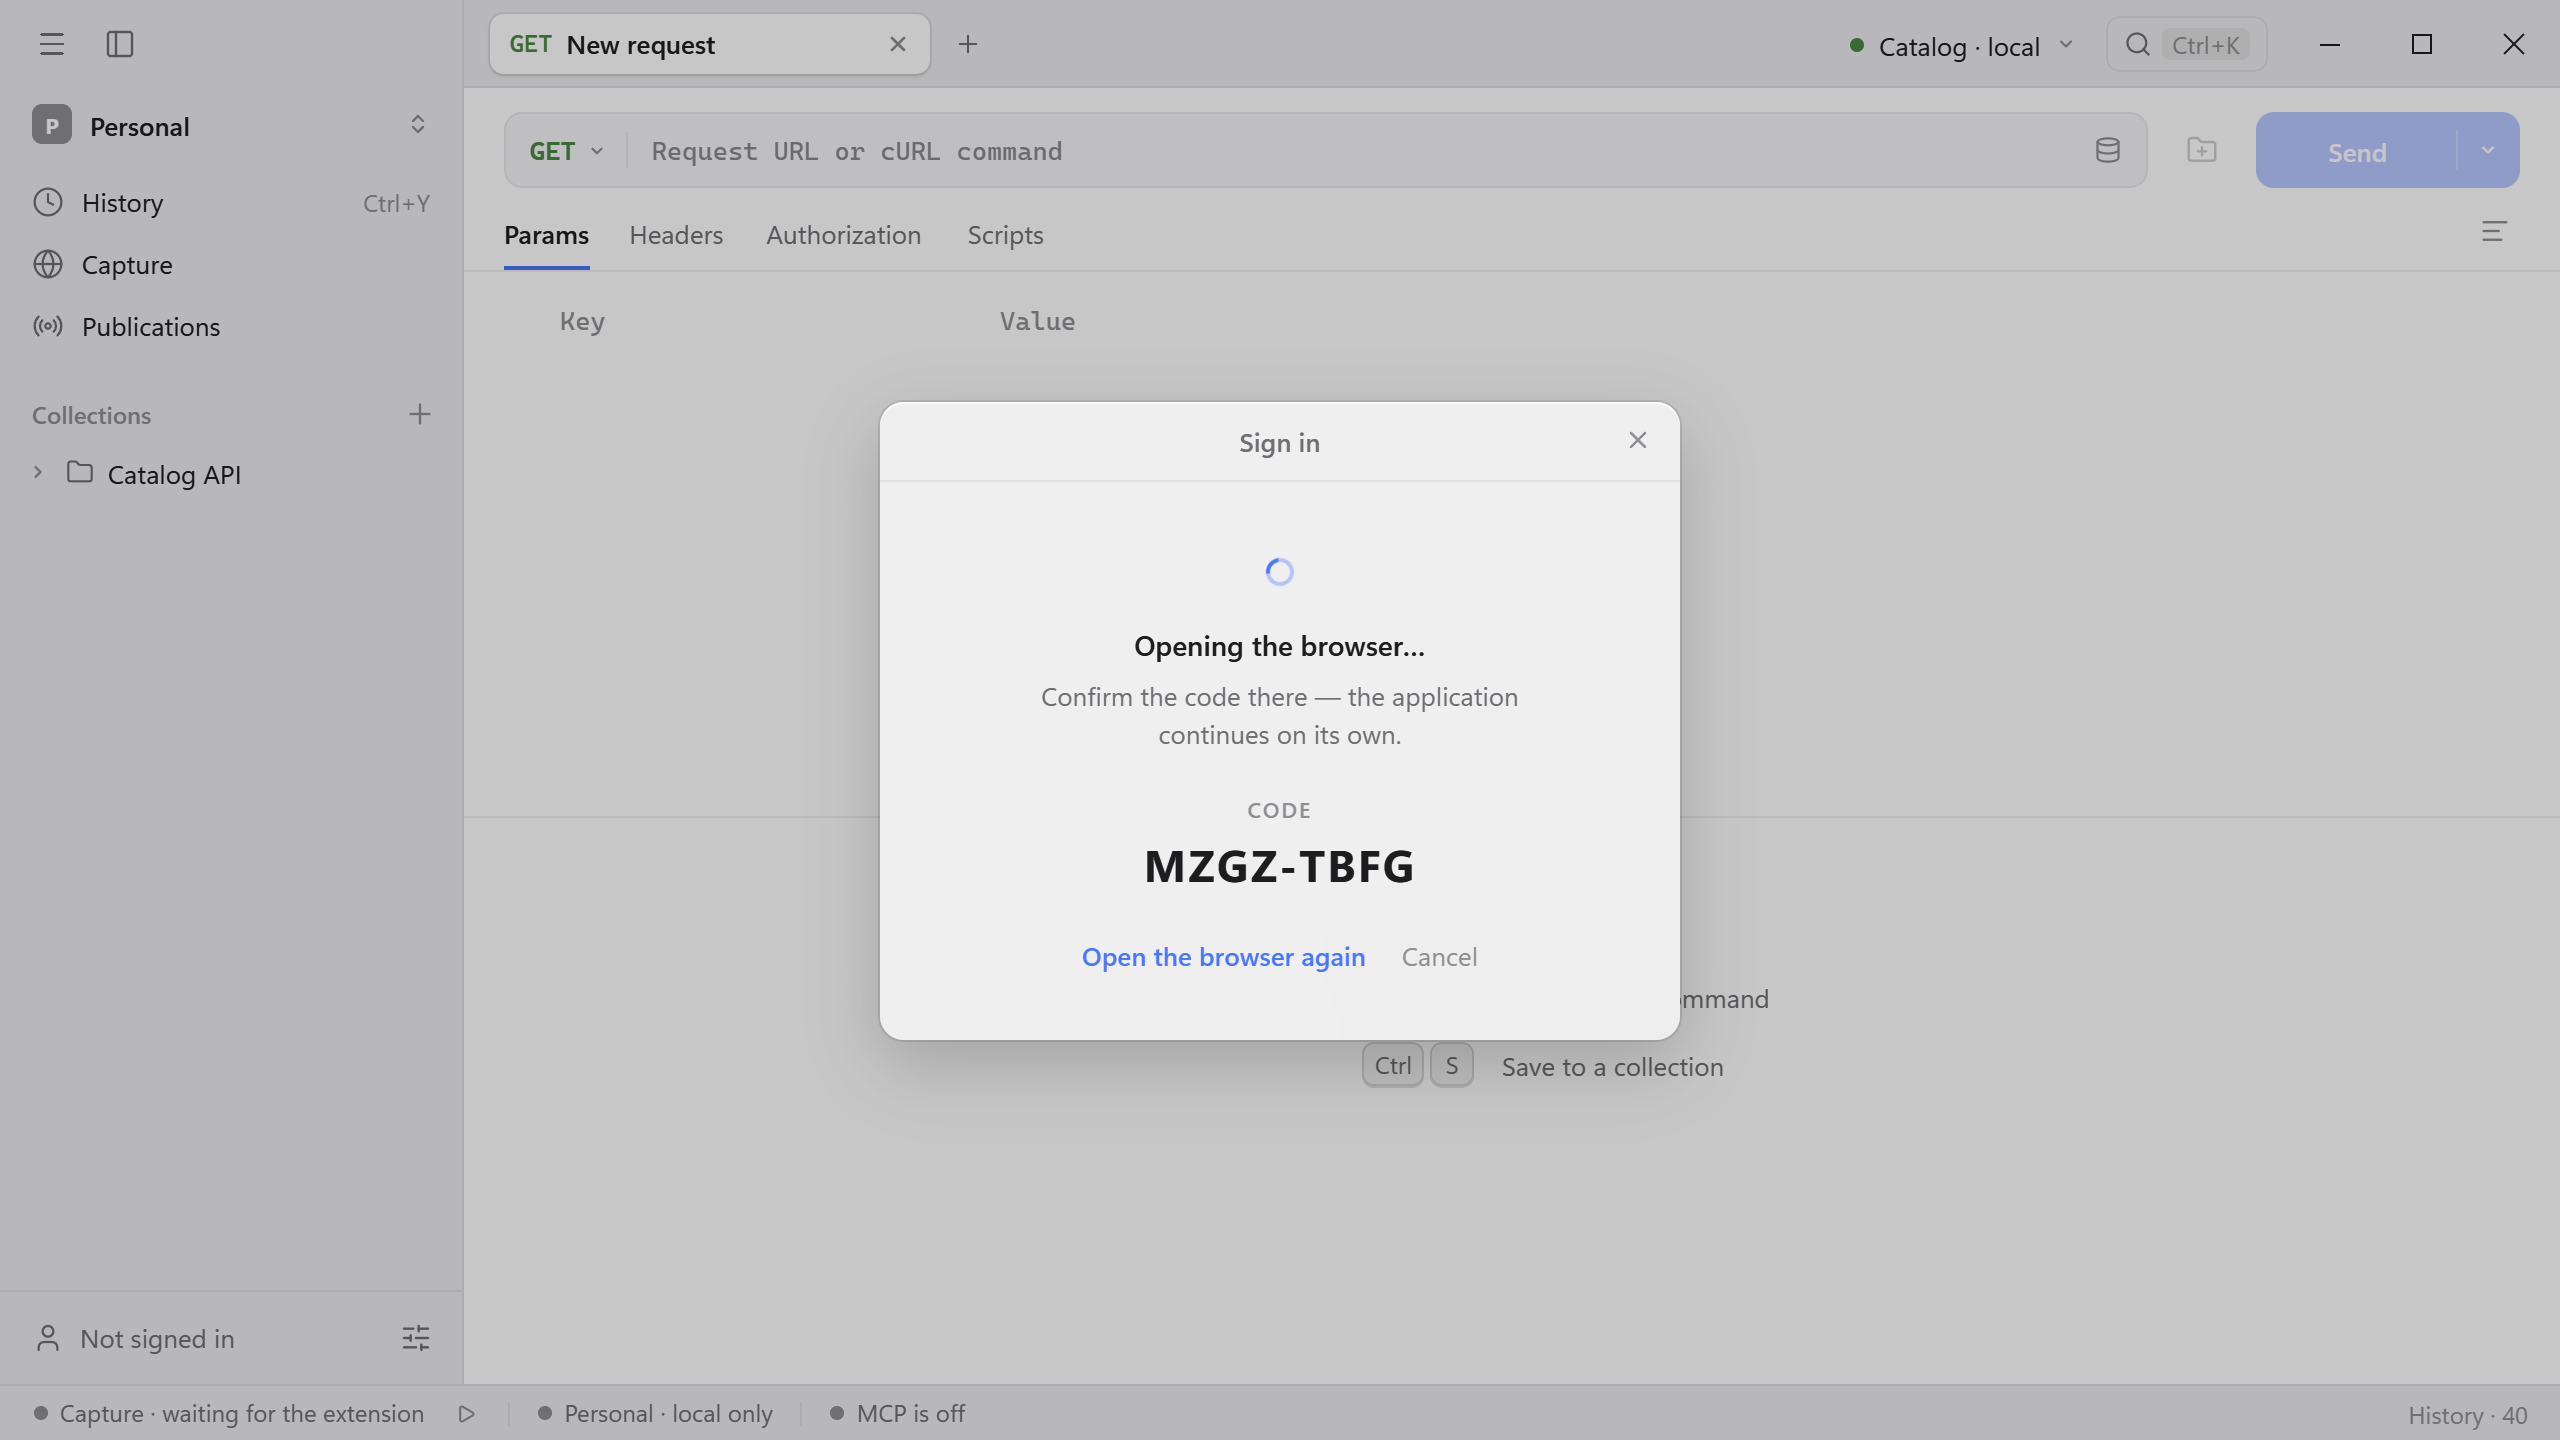 GET New request
Catalog · local
Ctrl+K
P Personal
History Ctrl+Y
Capture
Publications
Collections
Catalog API
Not signed in
GET Request URL or cURL command
Send
Params Headers Authorization Scripts
Key Value
Sign in
Opening the browser...
Confirm the code there — the application
continues on its own.
CODE
MZGZ-TBFG
Open the browser again Cancel
Ctrl S Save to a collection
Capture · waiting for the extension
Personal · local only
MCP is off
History · 40